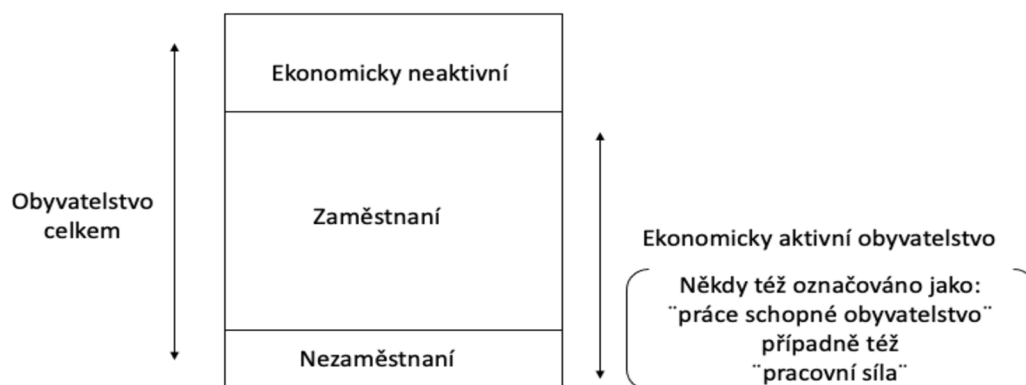 Ekonomicky neaktivní
Obyvatelstvo
celkem
Zaměstnaní
Nezaměstnaní
Ekonomicky aktivní obyvatelstvo
Někdy též označováno jako:
¨práce schopné obyvatelstvo¨
případně též
¨pracovní síla¨